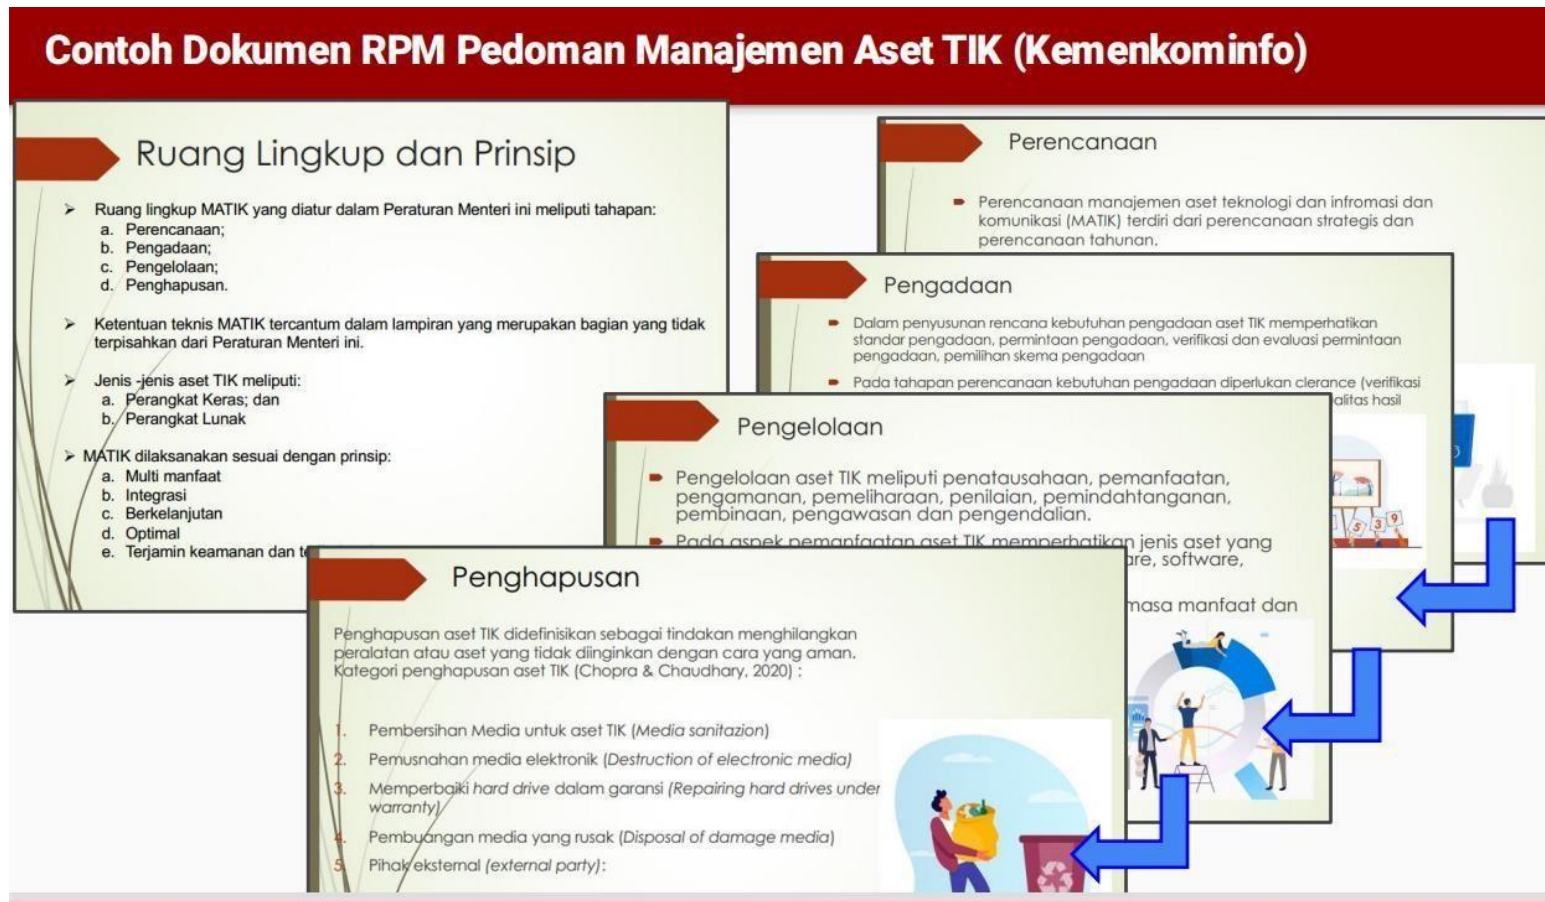 Contoh Dokumen RPM Pedoman Manajemen Aset TIK (Kemenkominfo)
Ruang Lingkup dan Prinsip
➢ Ruang lingkup MATIK yang diatur dalam Peraturan Menteri ini meliputi tahapan:
a. Perencanaan;
b. Pengadaan;
c. Pengelolaan;
d. Penghapusan.
➢ Ketentuan teknis MATIK tercantum dalam lampiran yang merupakan bagian yang tidak
terpisahkan dari Peraturan Menteri ini.
➢ Jenis -jenis aset TIK meliputi:
a. Perangkat Keras; dan
b. Perangkat Lunak
➢ MATIK dilaksanakan sesuai dengan prinsip:
a. Multi manfaat
b. Integrasi
c. Berkelanjutan
d. Optimal
e. Terjamin keamanan dan
Perencanaan
Perencanaan manajemen aset teknologi dan infromasi dan
komunikasi (MATIK) terdiri dari perencanaan strategis dan
perencanaan tahunan.
Pengadaan
Dalam penyusunan rencana kebutuhan pengadaan aset TIK memperhatikan
standar pengadaan, permintaan pengadaan, verifikasi dan evaluasi permintaan
pengadaan, pemilihan skema pengadaan
Pada tahapan perencanaan kebutuhan pengadaan diperlukan clerance (verifikasi
alitas hasil
5 3 9
Pengelolaan
Pengelolaan aset TIK meliputi penatausahaan, pemanfaatan,
pengamanan, pemeliharaan, penilaian, pemindahtanganan,
pembinaan, pengawasan dan pengendalian.
Pada aspek pemanfaatan aset TIK memperhatikan jenis aset yang
re, software,
masa manfaat dan
Penghapusan
Penghapusan aset TIK didefinisikan sebagai tindakan menghilangkan
peralatan atau aset yang tidak diinginkan dengan cara yang aman.
Kategori penghapusan aset TIK (Chopra & Chaudhary, 2020) :
1. Pembersihan Media untuk aset TIK (Media sanitazion)
2. Pemusnahan media elektronik (Destruction of electronic media)
3. Memperbaiki hard drive dalam garansi (Repairing hard drives under
warranty)
4. Pembuangan media yang rusak (Disposal of damage media)
5. Pihak eksternal (external party):